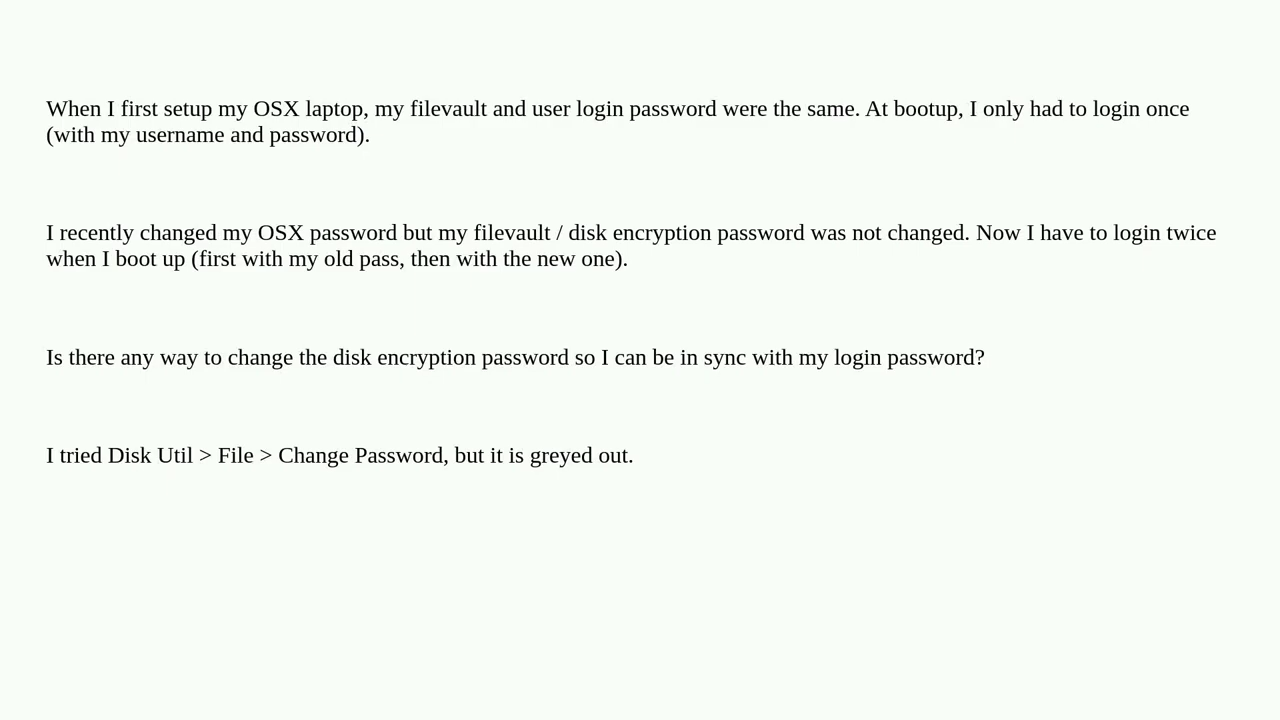 When I first setup my OSX laptop, my filevault and user login password were the same. At bootup, I only had to login once
(with my username and password).
I recently changed my OSX password but my filevault / disk encryption password was not changed. Now I have to login twice
when I boot up (first with my old pass, then with the new one).
Is there any way to change the disk encryption password so I can be in sync with my login password?
I tried Disk Util > File > Change Password, but it is greyed out.